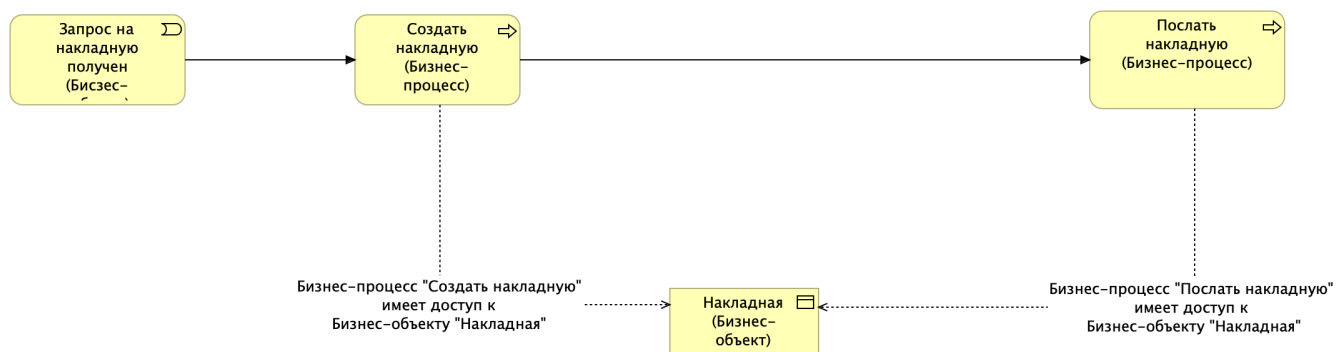 Запрос на
накладную
получен
(Бисзес-
Создать
накладную
(Бизнес-
процесс)
Послать
накладную
(Бизнес-процесс)
Бизнес-процесс "Создать накладную"
имеет доступ к
Бизнес-объекту "Накладная"
Накладная
(Бизнес-
объект)
Бизнес-процесс "Послать накладную"
имеет доступ к
Бизнес-объекту "Накладная"